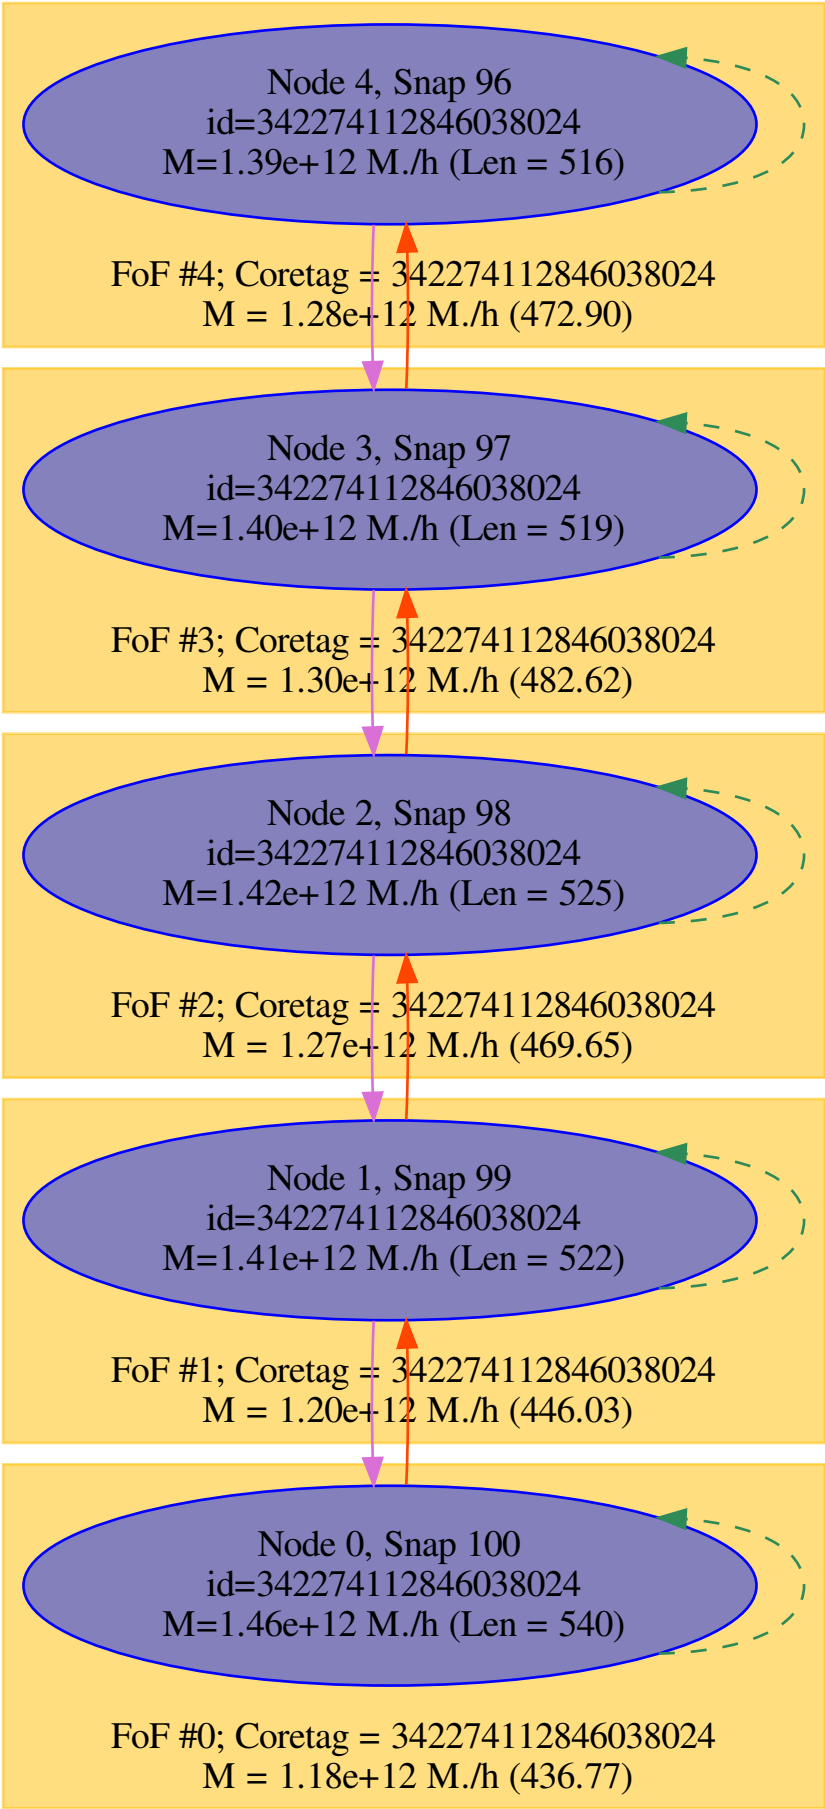 Node 4, Snap 96
id=342274112846038024
M=1.39e+12 M./h (Len = 516)
FoF #4; Coretag = 342274112846038024
M = 1.28e+12 M./h (472.90)
Node 3, Snap 97
id=342274112846038024
M=1.40e+12 M./h (Len = 519)
FoF #3; Coretag = 342274112846038024
M = 1.30e+12 M./h (482.62)
Node 2, Snap 98
id=342274112846038024
M=1.42e+12 M./h (Len = 525)
FoF #2; Coretag = 342274112846038024
M = 1.27e+12 M./h (469.65)
Node 1, Snap 99
id=342274112846038024
M=1.41e+12 M./h (Len = 522)
FoF #1; Coretag = 342274112846038024
M = 1.20e+12 M./h (446.03)
Node 0, Snap 100
id=342274112846038024
M=1.46e+12 M./h (Len = 540)
FoF #0; Coretag = 342274112846038024
M = 1.18e+12 M./h (436.77)